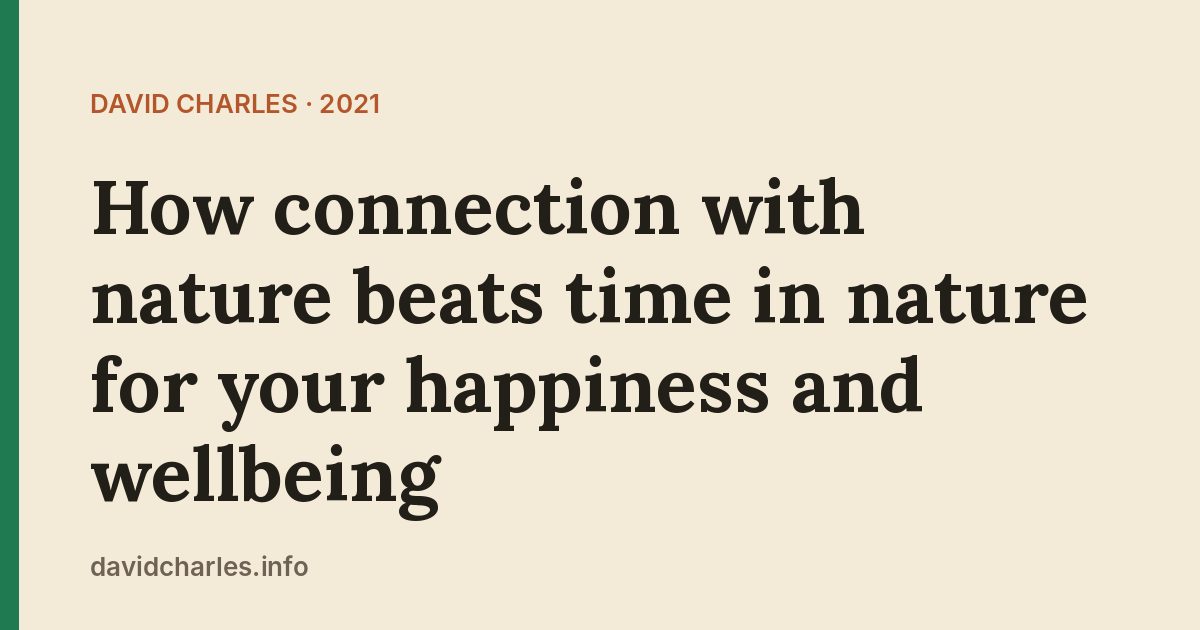 DAVID CHARLES · 2021
How connection with
nature beats time in nature
for your happiness and
wellbeing
davidcharles.info